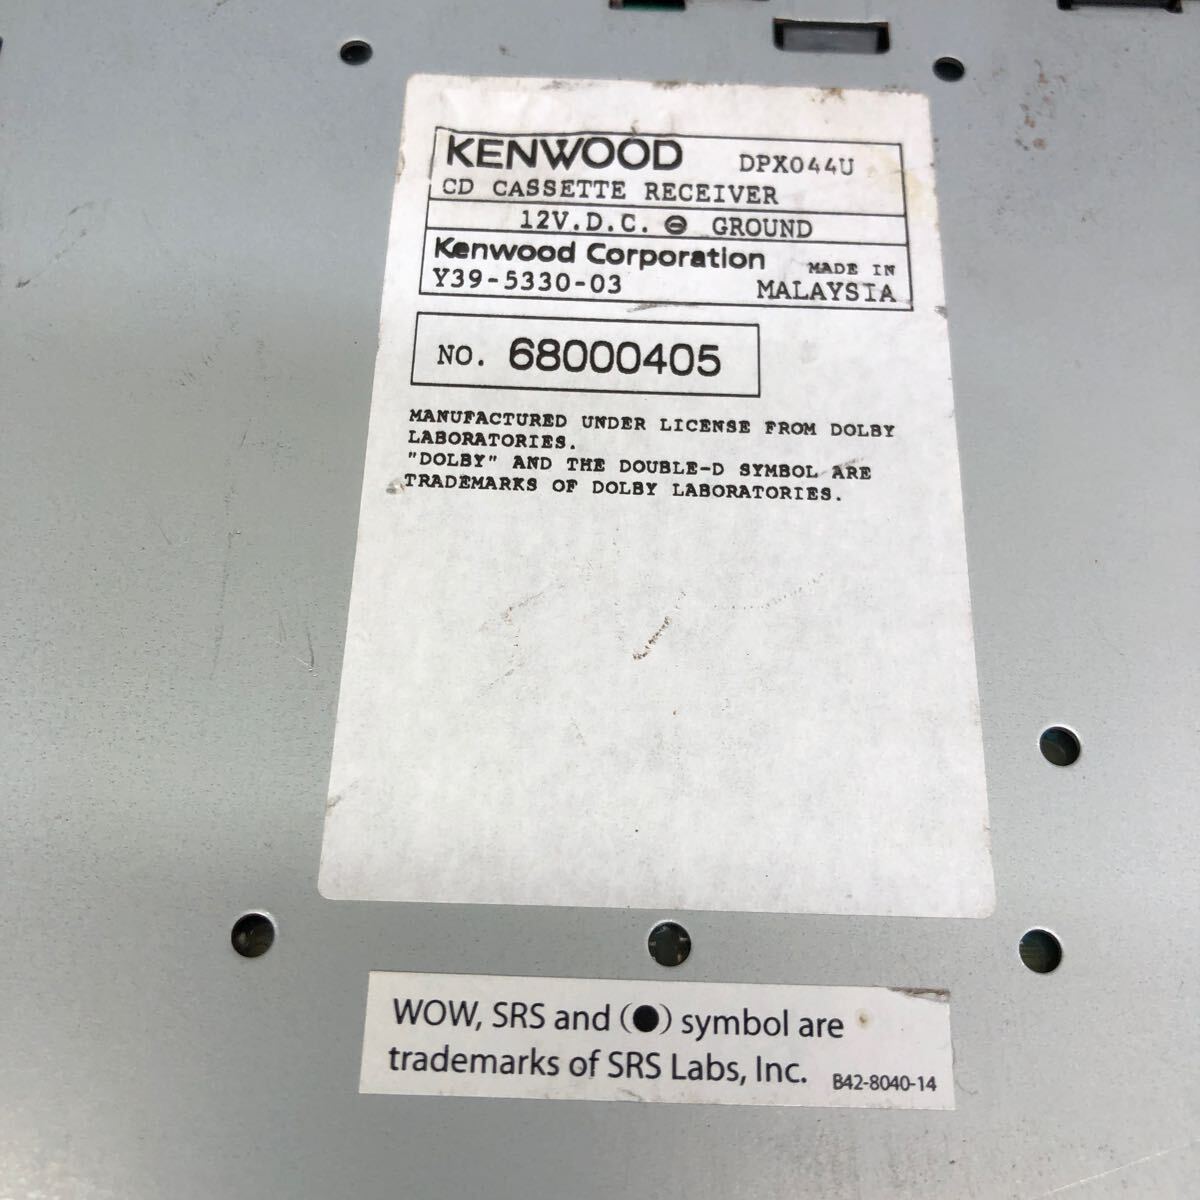 KENWOOD DPX044U
CD CASSETTE RECEIVER
12V.D.C. ⊖ GROUND
Kenwood Corporation MADE IN
Y39-5330-03 MALAYSIA
NO. 68000405
MANUFACTURED UNDER LICENSE FROM DOLBY
LABORATORIES.
"DOLBY" AND THE DOUBLE-D SYMBOL ARE
TRADEMARKS OF DOLBY LABORATORIES.
WOW, SRS and (●) symbol are
trademarks of SRS Labs, Inc. B42-8040-14